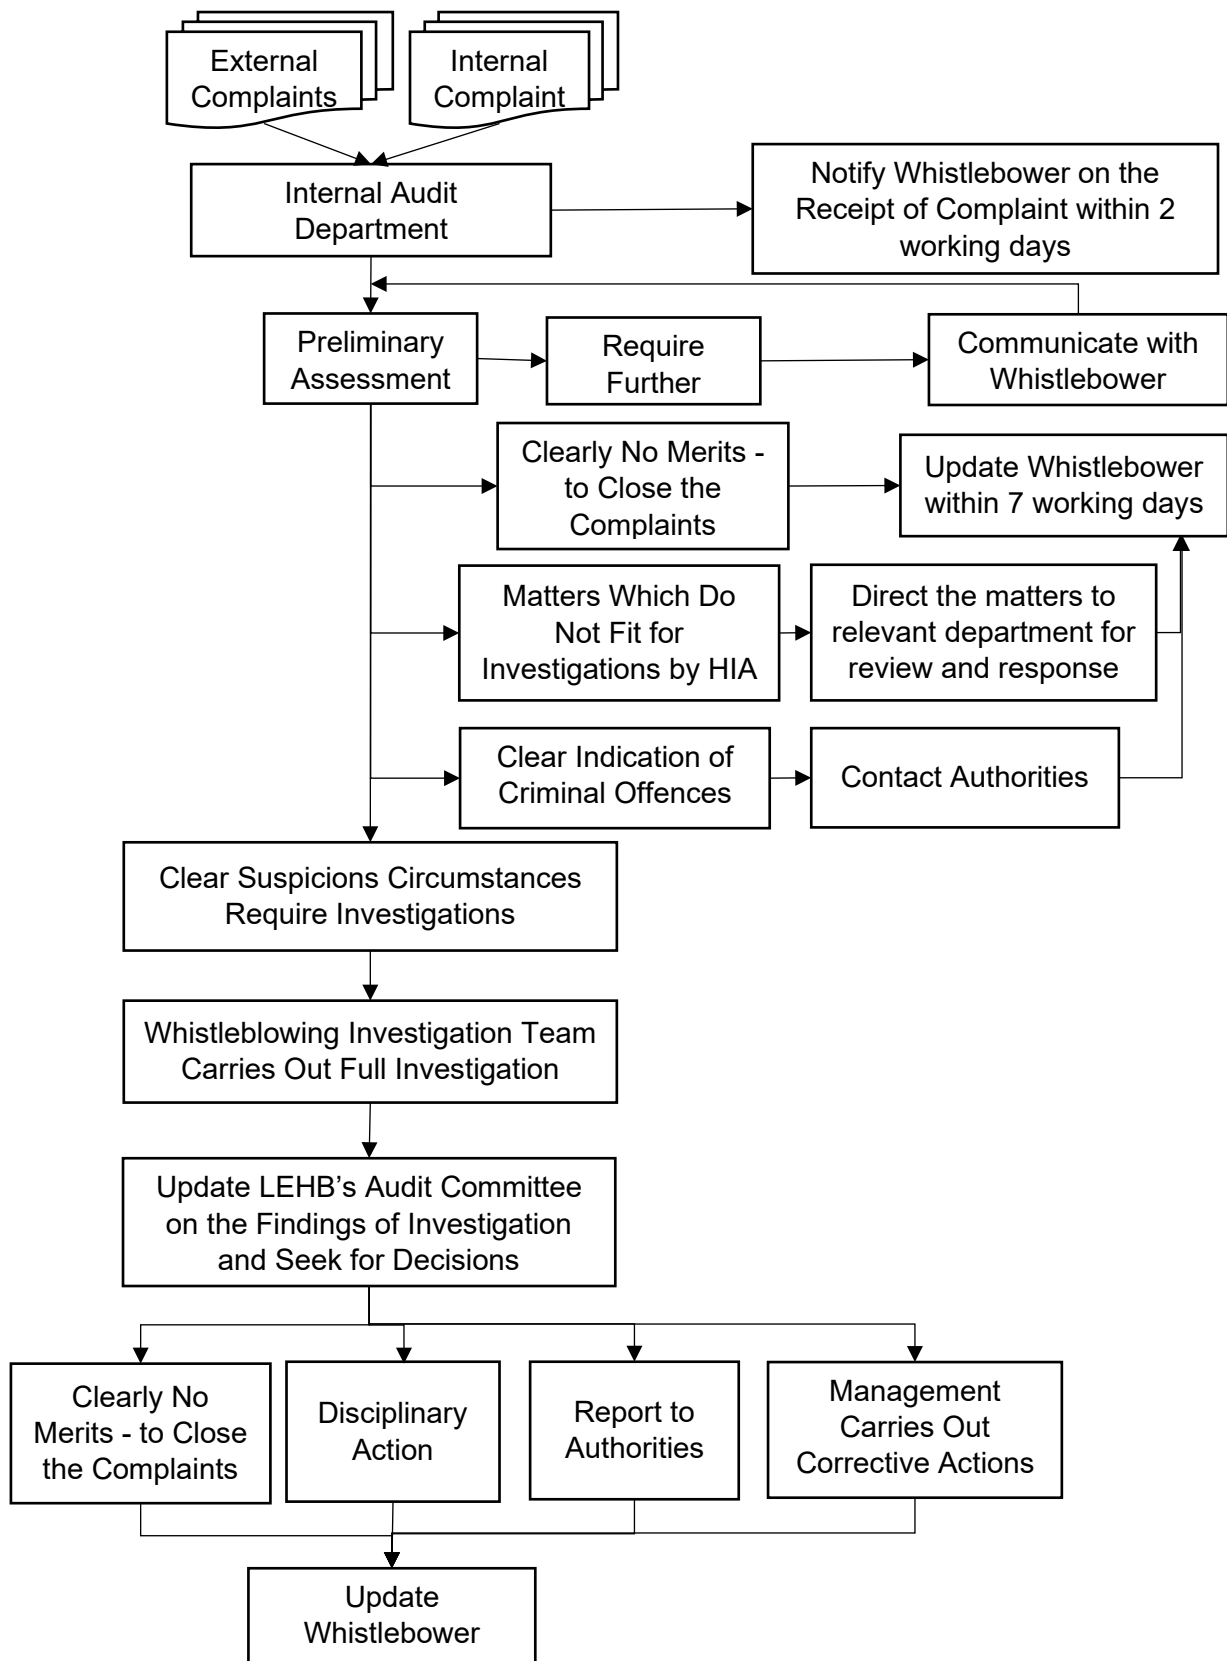 External
Complaints
Internal
Complaint
Internal Audit
Department
Notify Whistlebower on the
Receipt of Complaint within 2
working days
Preliminary
Assessment
Require
Further
Communicate with
Whistlebower
Clearly No Merits -
to Close the
Complaints
Update Whistlebower
within 7 working days
Matters Which Do
Not Fit for
Investigations by HIA
Direct the matters to
relevant department for
review and response
Clear Indication of
Criminal Offences
Contact Authorities
Clear Suspicions Circumstances
Require Investigations
Whistleblowing Investigation Team
Carries Out Full Investigation
Update LEHB’s Audit Committee
on the Findings of Investigation
and Seek for Decisions
Clearly No
Merits - to Close
the Complaints
Disciplinary
Action
Report to
Authorities
Management
Carries Out
Corrective Actions
Update
Whistlebower